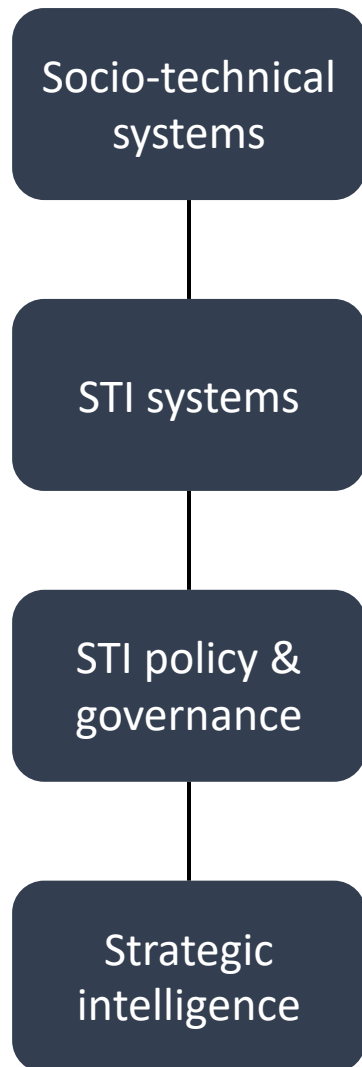 Socio-technical
systems
STI systems
STI policy &
governance
Strategic
intelligence